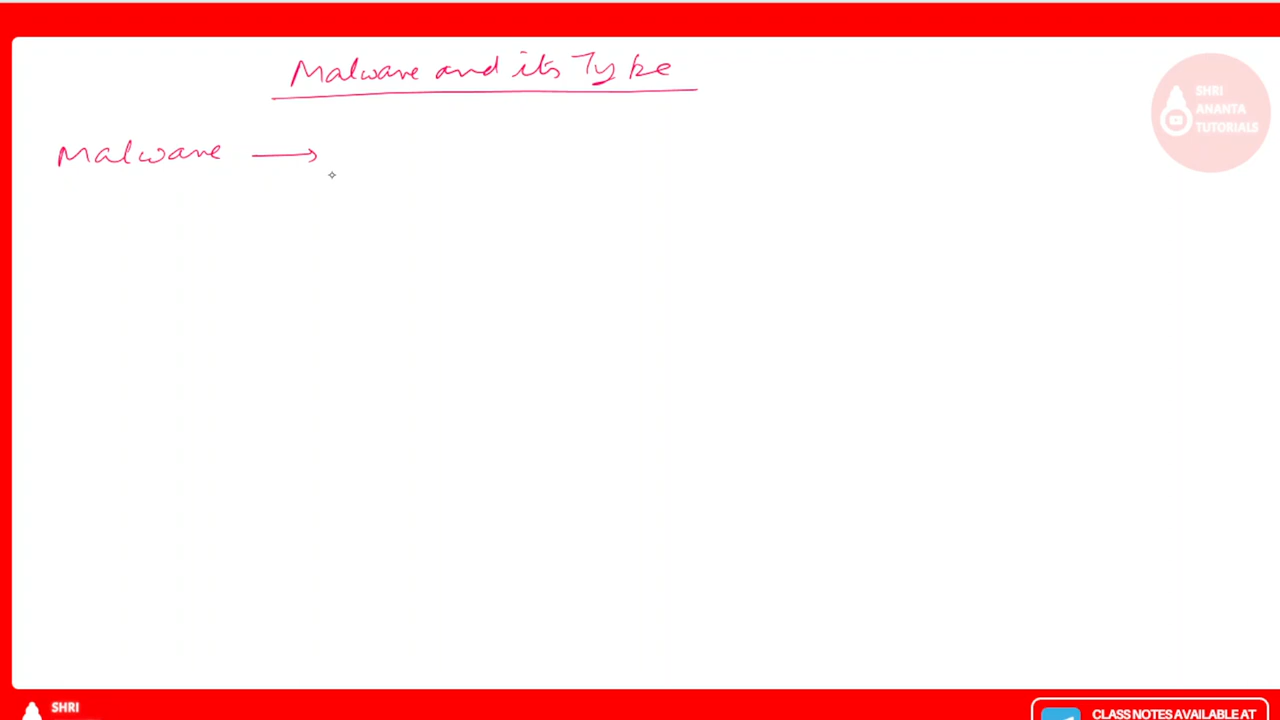 Malware and its Type
SHRI
ANANTA
TUTORIALS
Malware →
SHRI
CLASS NOTES AVAILABLE AT